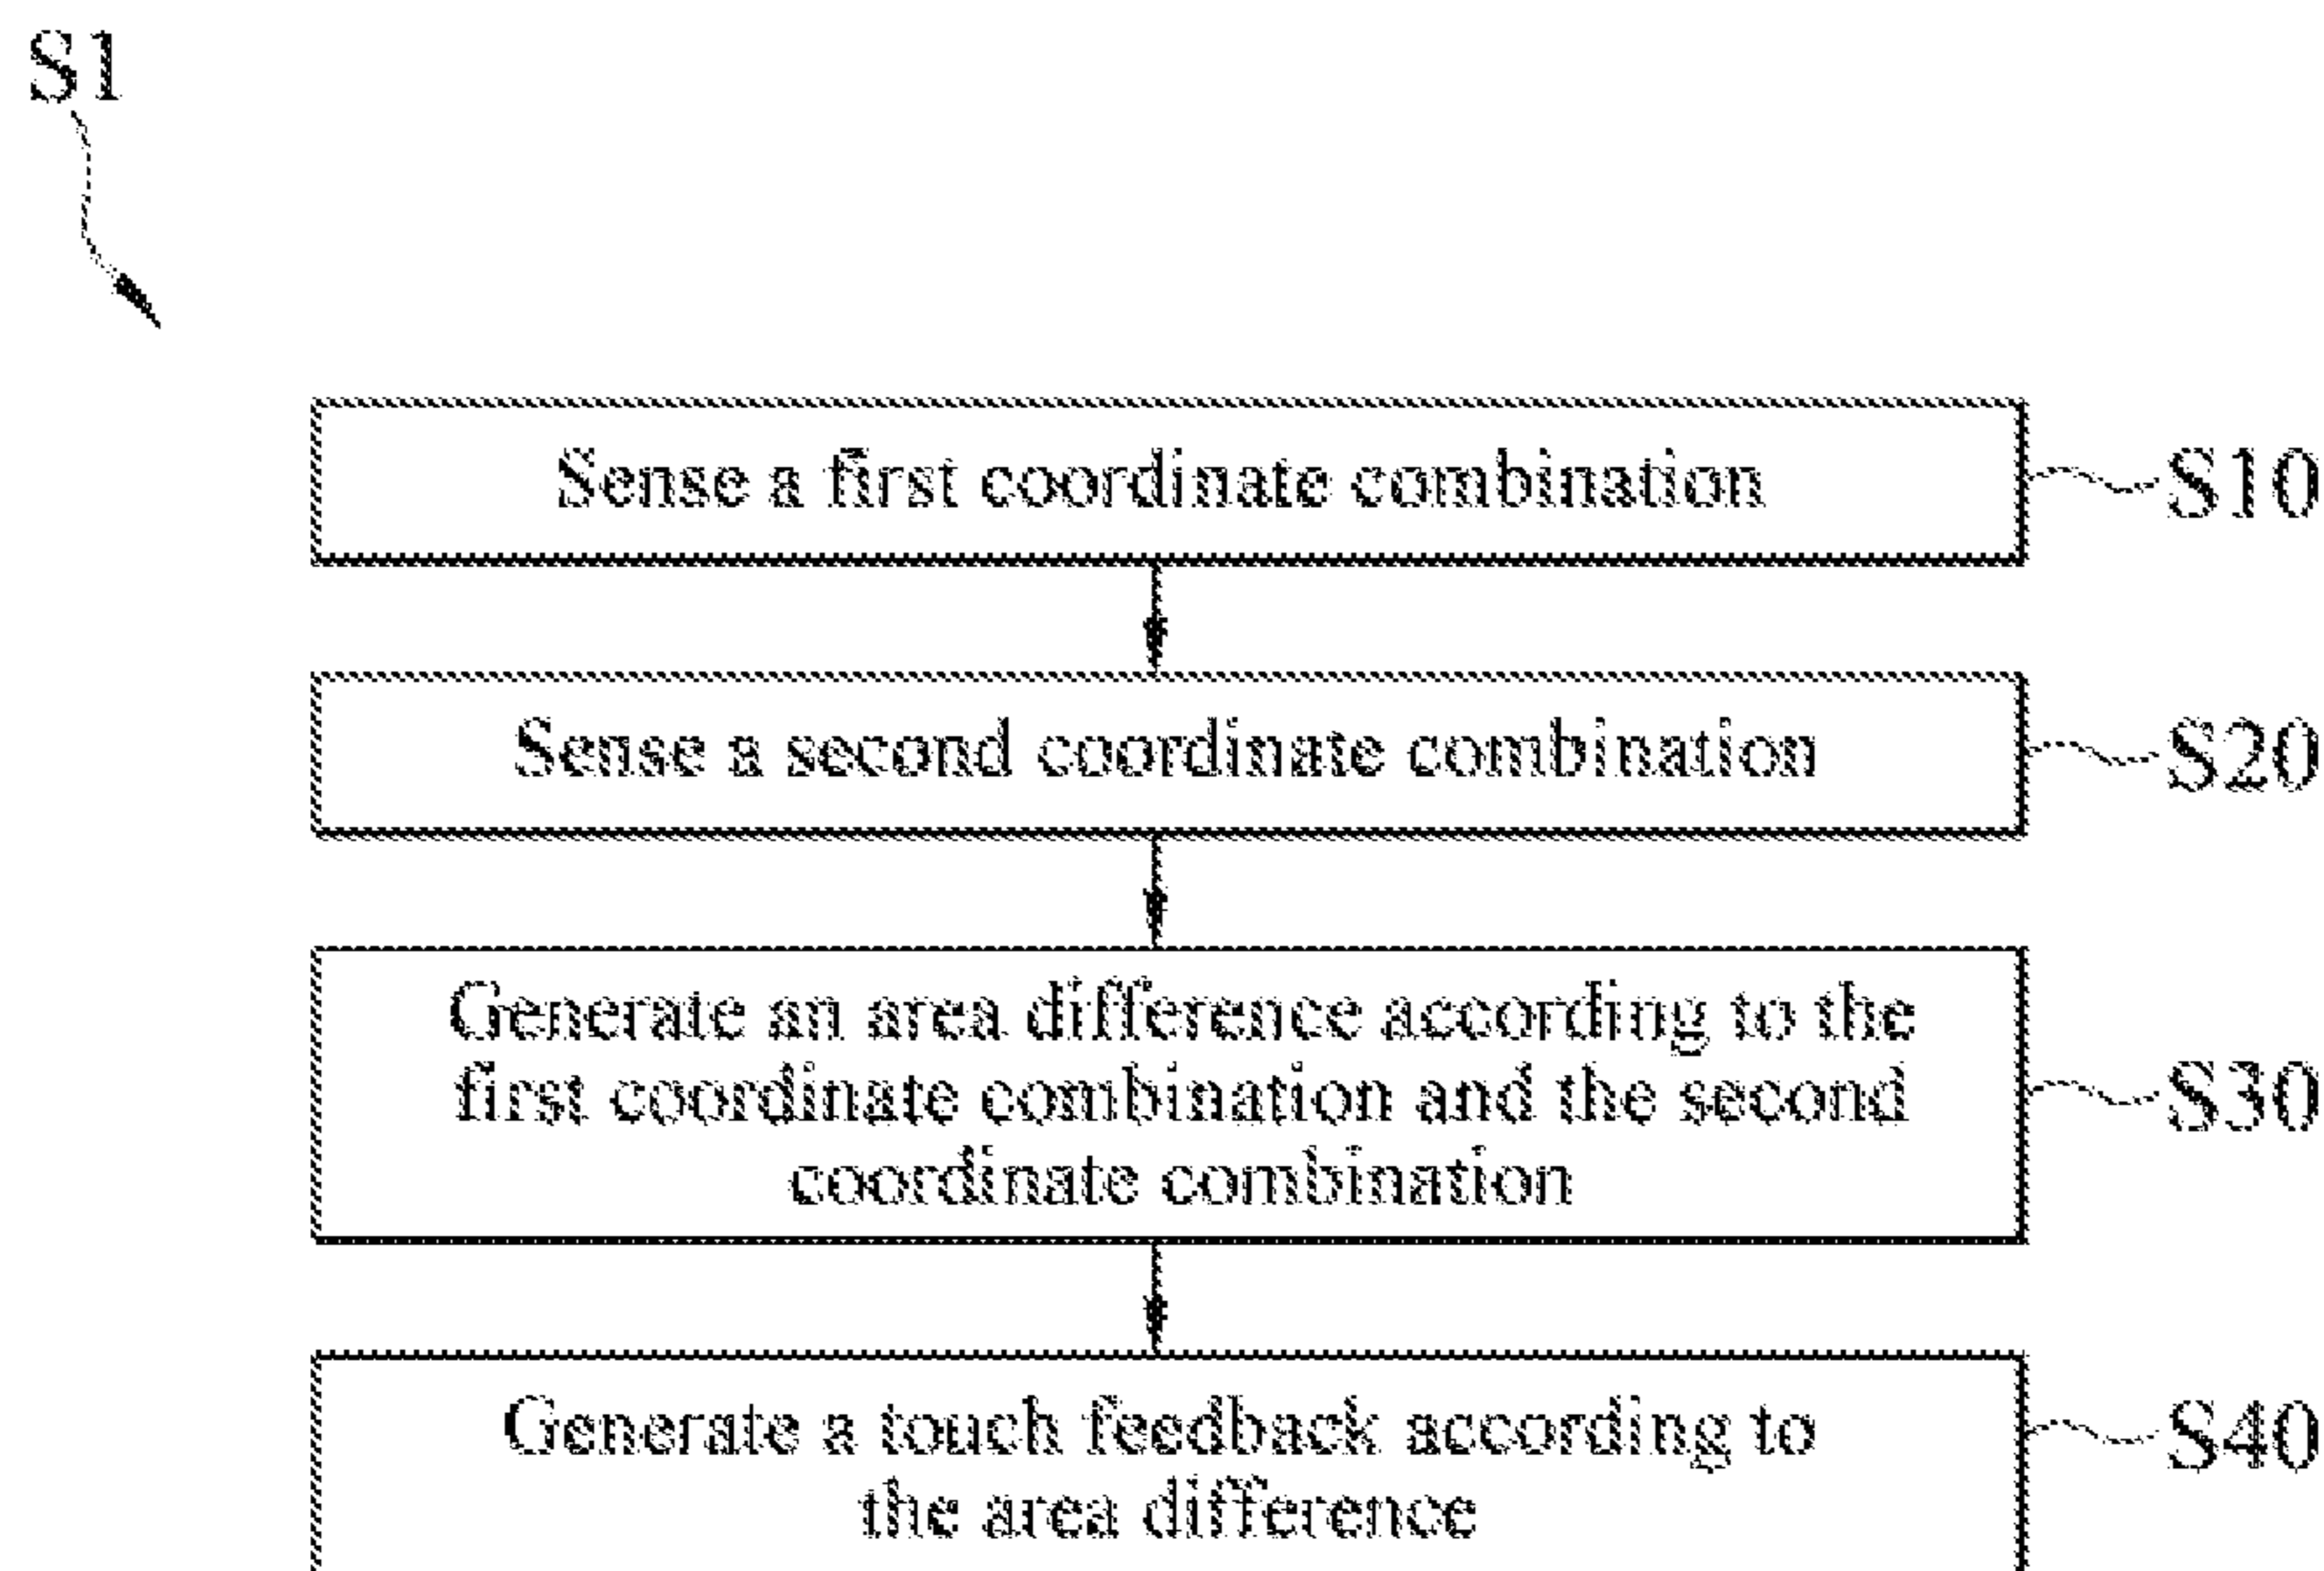 S1
Sense a first coordinate combination
S10
Sense a second coordinate combination
S20
Generate an area difference according to the
first coordinate combination and the second
coordinate combination
S30
Generate a touch feedback according to
the area difference
S40